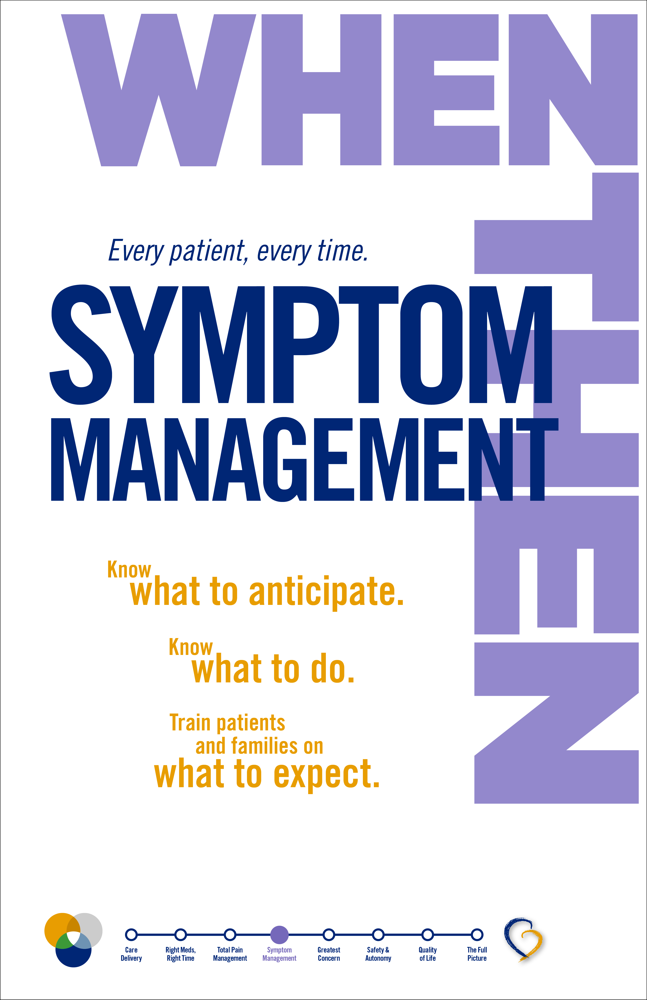 WHEN
THEN
Every patient, every time.
SYMPTOM
MANAGEMENT
Know
what to anticipate.
Know
what to do.
Train patients
and families on
what to expect.
Care
Delivery
Right Meds,
Right Time
Total Pain
Management
Symptom
Management
Greatest
Concern
Safety &
Autonomy
Quality
of Life
The Full
Picture